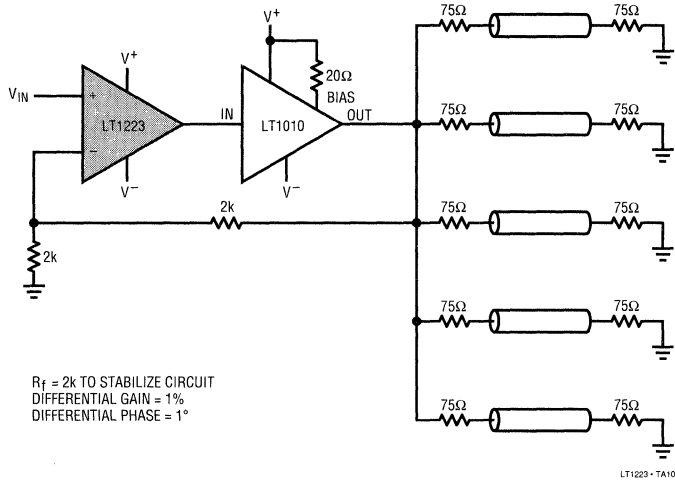 75Ω 75Ω
V+
V+
20Ω
VIN
+
BIAS
LT1223
IN
LT1010
OUT
75Ω 75Ω
−
V−
V−
2k
75Ω 75Ω
2k
75Ω 75Ω
Rf = 2k TO STABILIZE CIRCUIT
DIFFERENTIAL GAIN = 1%
DIFFERENTIAL PHASE = 1°
75Ω 75Ω
LT1223 • TA10